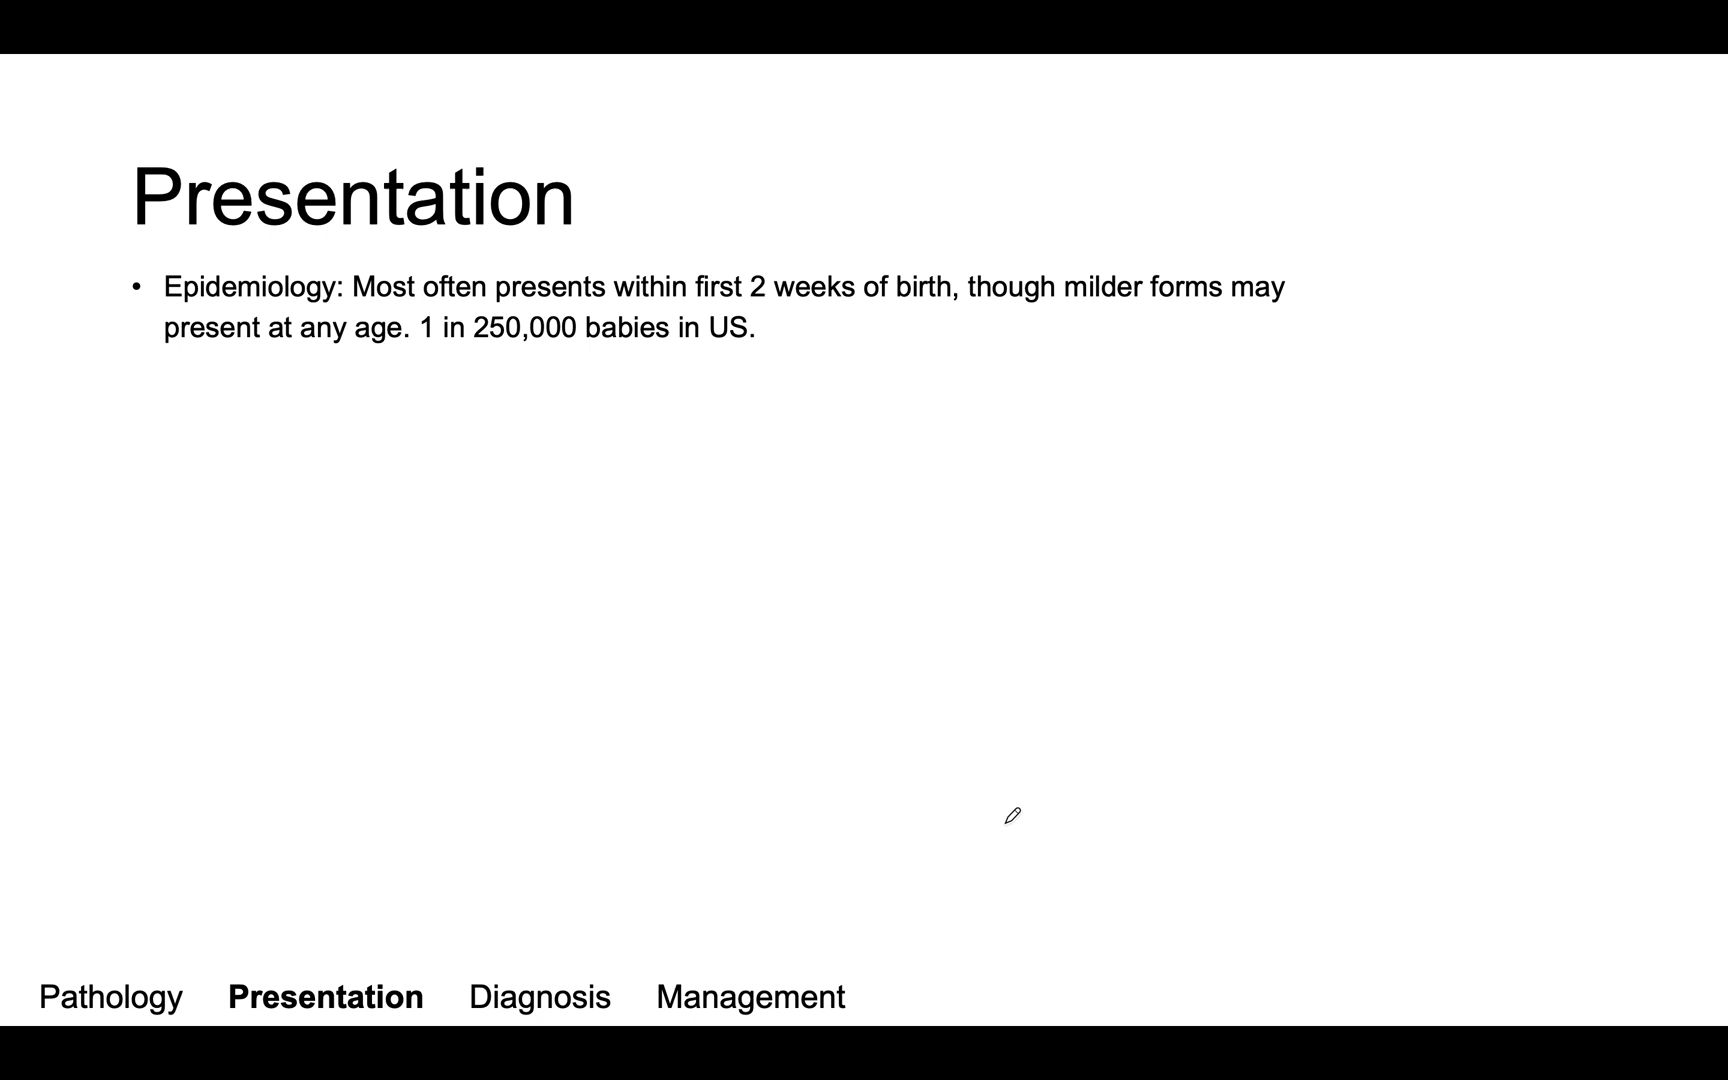 Presentation
• Epidemiology: Most often presents within first 2 weeks of birth, though milder forms may
present at any age. 1 in 250,000 babies in US.
Pathology Presentation Diagnosis Management